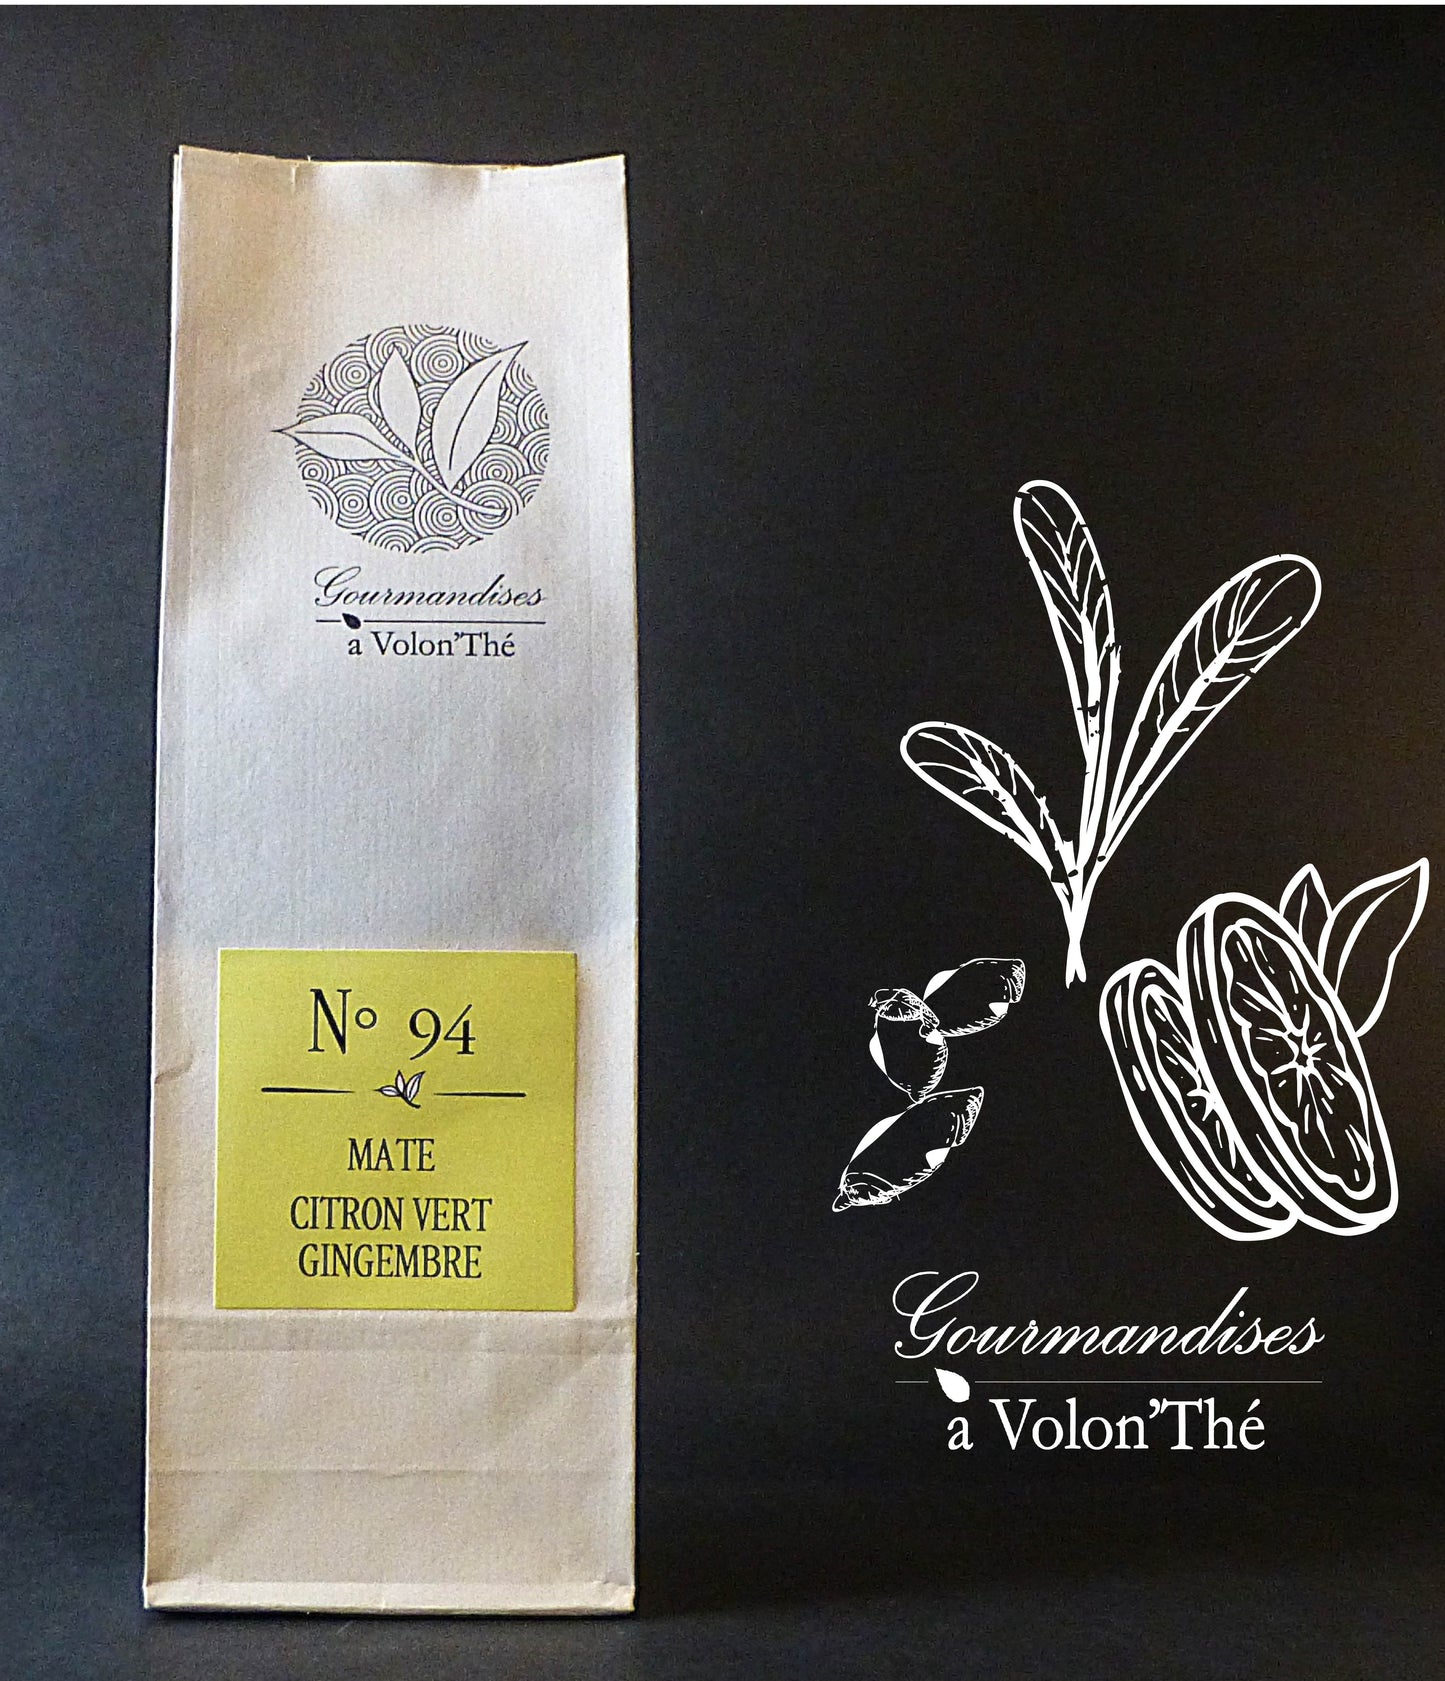 Gourmandises
a Volon’Thé
N° 94
MATE
CITRON VERT
GINGEMBRE
Gourmandises
a Volon’Thé